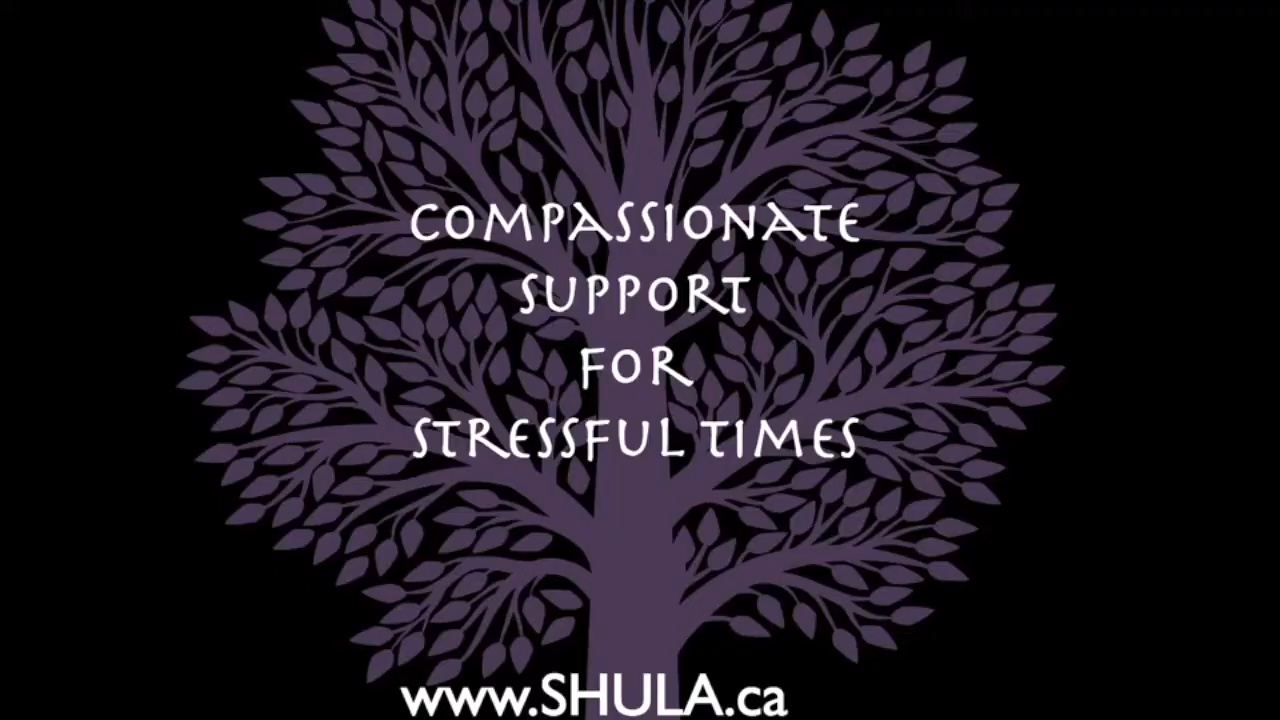 COMPASSIONATE
SUPPORT
FOR
STRESSFUL TIMES
www.SHULA.ca